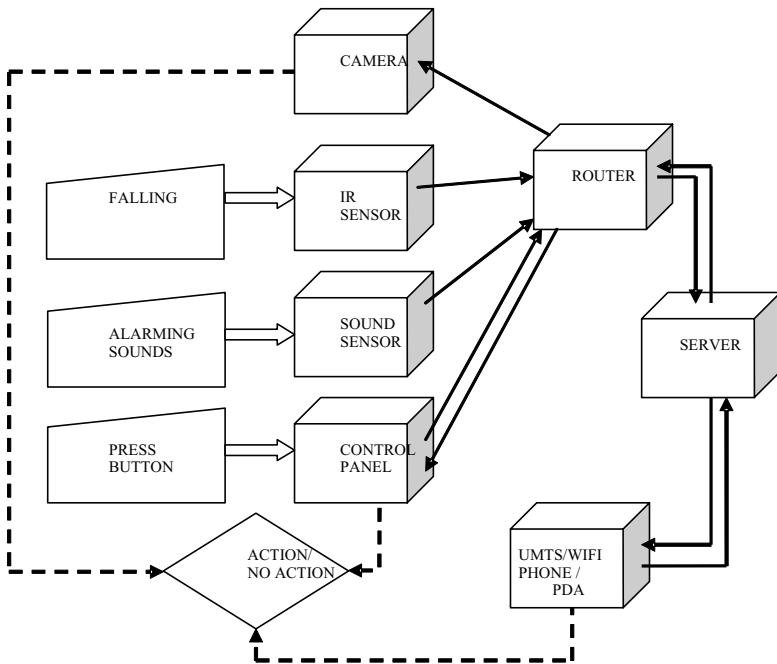 CAMERA
ROUTER
FALLING
IR
SENSOR
ALARMING
SOUNDS
SOUND
SENSOR
SERVER
PRESS
BUTTON
CONTROL
PANEL
ACTION/
NO ACTION
UMTS/WIFI
PHONE /
PDA